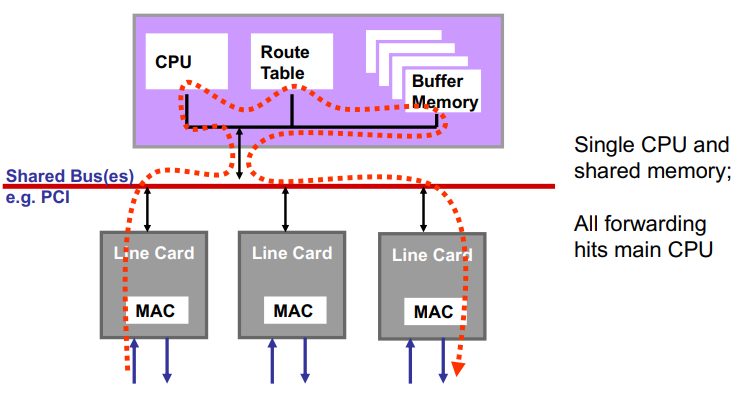 CPU
Route
Table
Buffer
Memory
Single CPU and
shared memory;
All forwarding
hits main CPU
Shared Bus(es)
e.g. PCI
Line Card
Line Card
Line Card
MAC
MAC
MAC